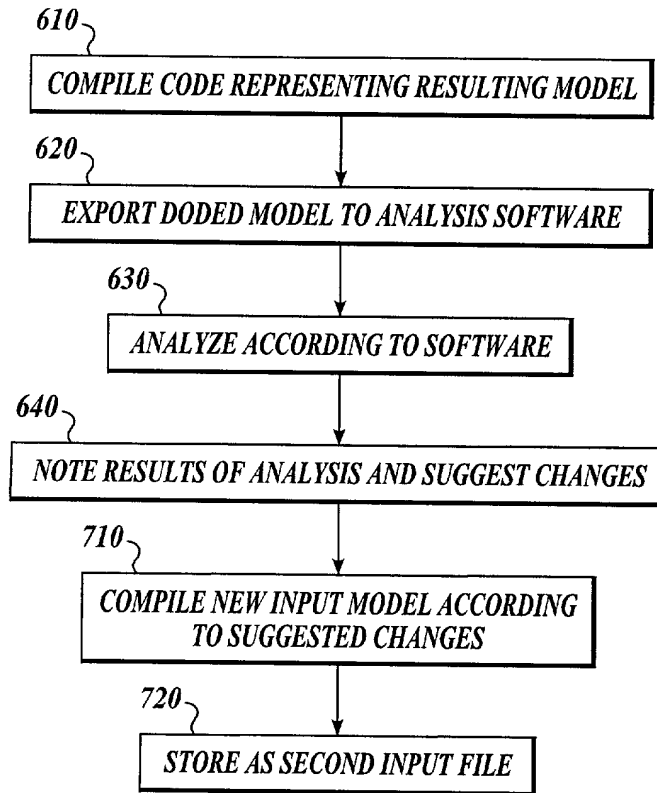 610
COMPILE CODE REPRESENTING RESULTING MODEL
620
EXPORT DODED MODEL TO ANALYSIS SOFTWARE
630
ANALYZE ACCORDING TO SOFTWARE
640
NOTE RESULTS OF ANALYSIS AND SUGGEST CHANGES
710
COMPILE NEW INPUT MODEL ACCORDING
TO SUGGESTED CHANGES
720
STORE AS SECOND INPUT FILE